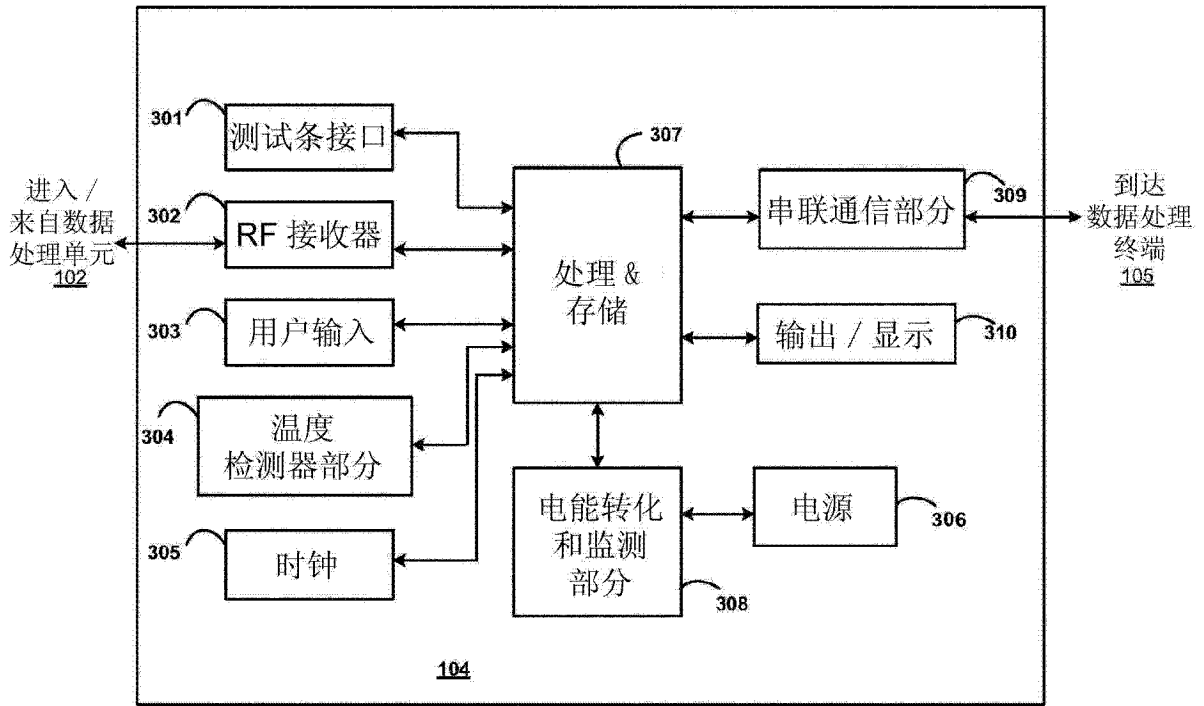 301
测试条接口
302
RF 接收器
进入 /
来自数据
处理单元
102
303
用户输入
304
温度
检测器部分
305
时钟
307
处理 &
存储
309
串联通信部分
到达
数据处理
终端
105
310
输出 / 显示
电能转化
和监测
部分
308
电源
306
104